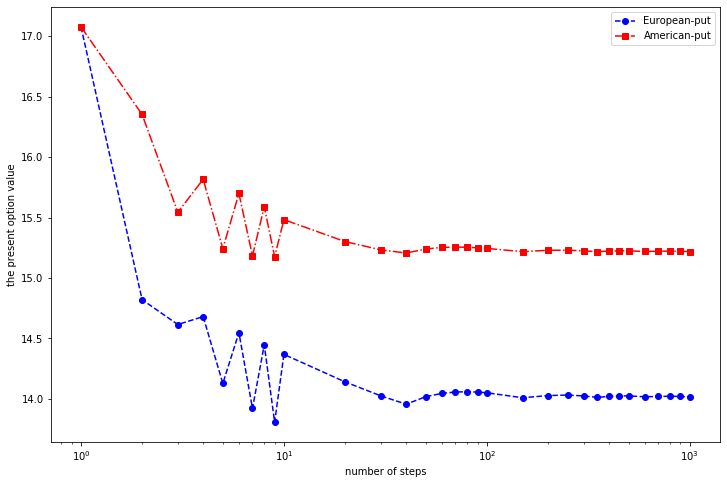 European-put
American-put
the present option value
17.0
16.5
16.0
15.5
15.0
14.5
14.0
10⁰ 10¹ 10² 10³
number of steps